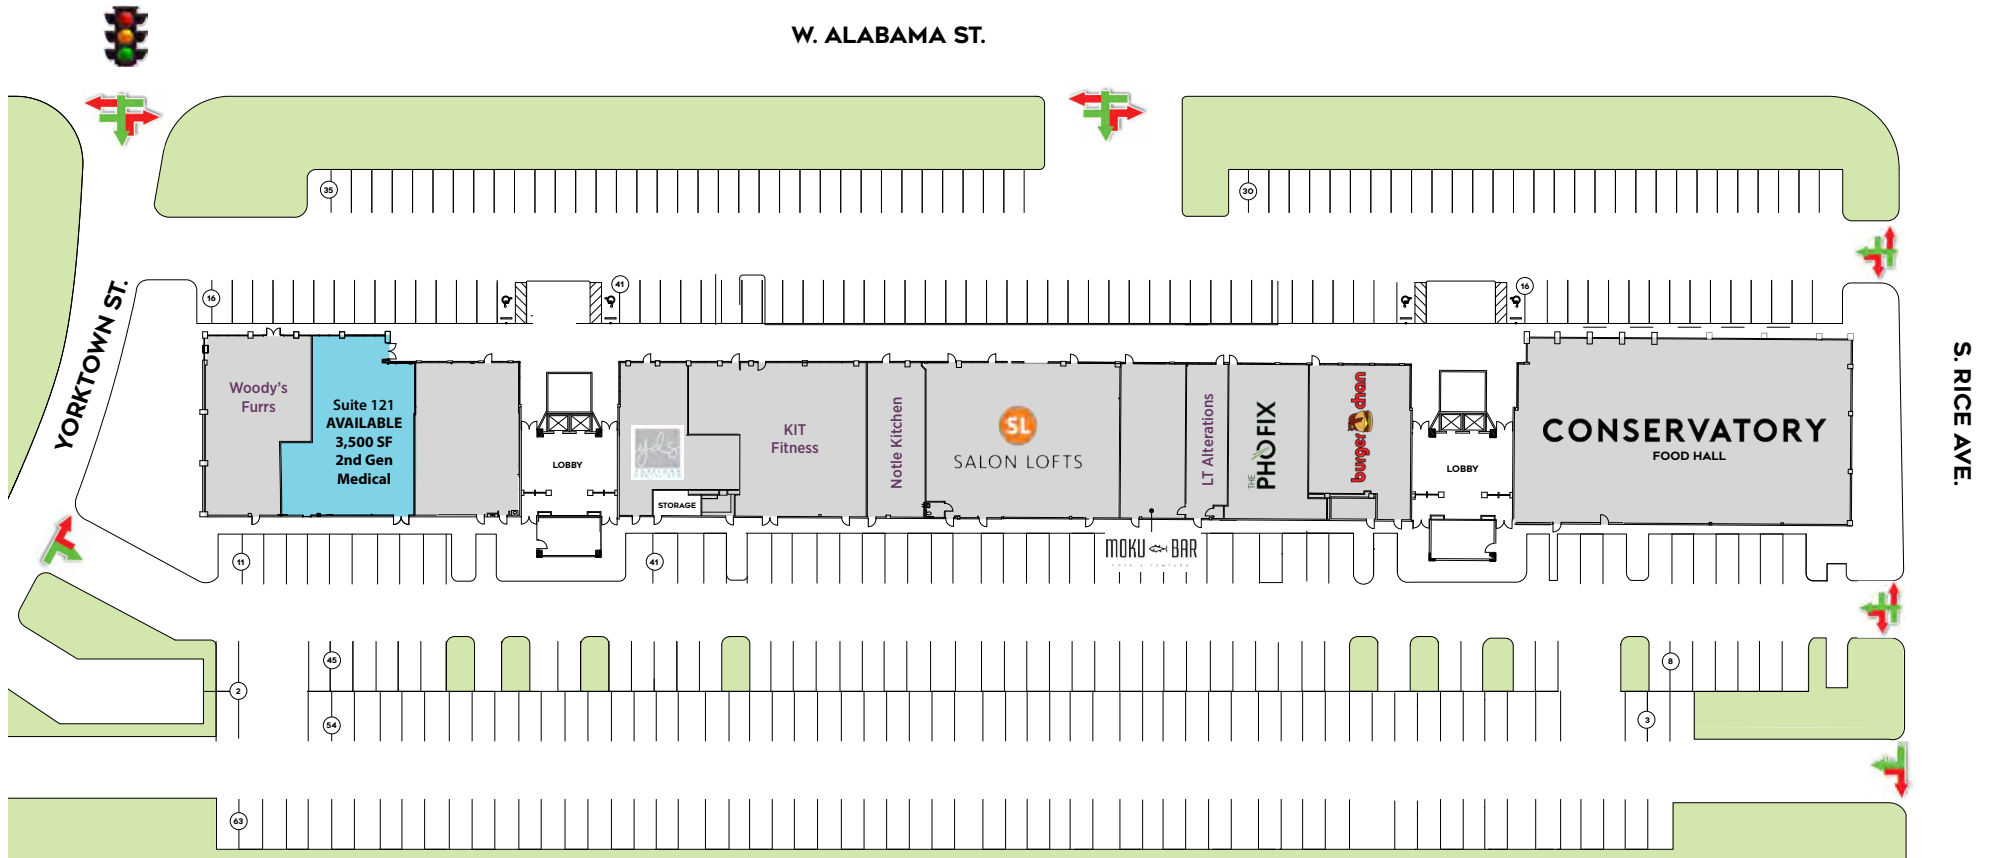 W. ALABAMA ST.
35
30
YORKTOWN ST.
S. RICE AVE.
16
41
16
Woody's
Furrs
Suite 121
AVAILABLE
3,500 SF
2nd Gen
Medical
LOBBY
yds
STORAGE
KIT
Fitness
Notle Kitchen
SL
SALON LOFTS
LT Alterations
THE
PHOFIX
burger chan
LOBBY
CONSERVATORY
FOOD HALL
MOKU BAR
11
41
45
8
2
54
3
63